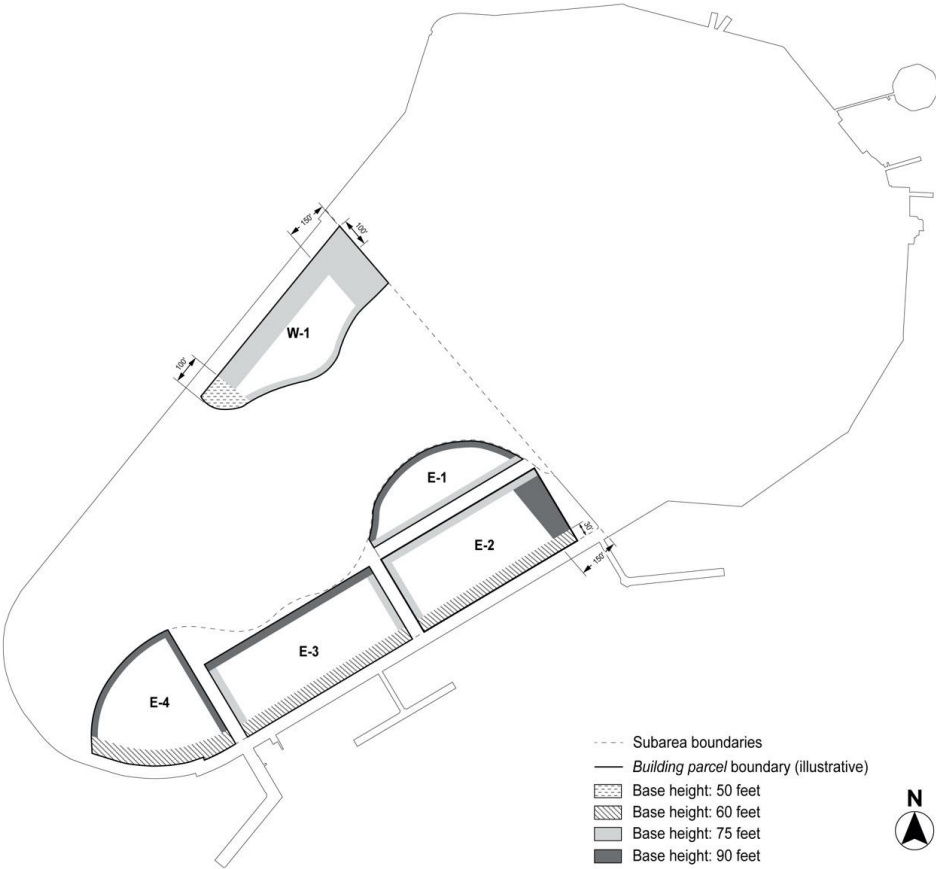 150'
100'
W-1
100'
E-1
E-2
30'
150'
E-3
E-4
Subarea boundaries
Building parcel boundary (illustrative)
Base height: 50 feet
Base height: 60 feet
Base height: 75 feet
Base height: 90 feet
N